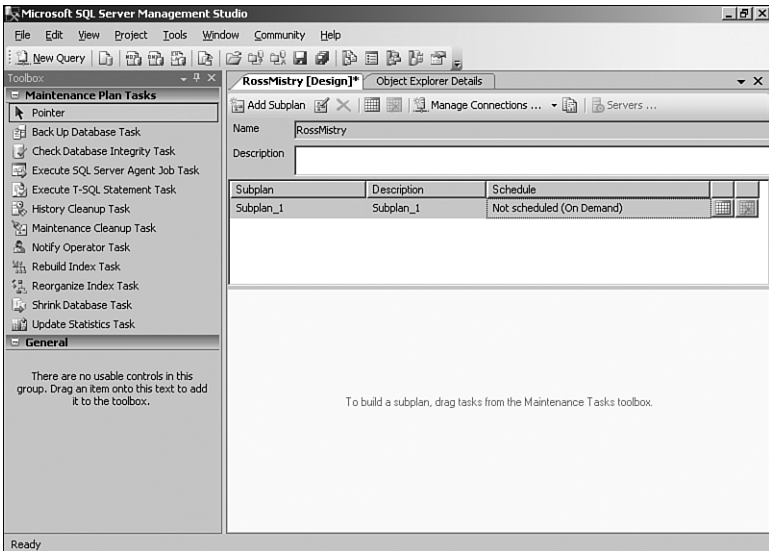 Microsoft SQL Server Management Studio
File Edit View Project Tools Window Community Help
New Query
Toolbox
Maintenance Plan Tasks
Pointer
Back Up Database Task
Check Database Integrity Task
Execute SQL Server Agent Job Task
Execute T-SQL Statement Task
History Cleanup Task
Maintenance Cleanup Task
Notify Operator Task
Rebuild Index Task
Reorganize Index Task
Shrink Database Task
Update Statistics Task
General
There are no usable controls in this
group. Drag an item onto this text to add
it to the toolbox.
RossMistry [Design]* Object Explorer Details
Add Subplan Manage Connections ... Servers ...
Name RossMistry
Description
Subplan Description Schedule
Subplan_1 Subplan_1 Not scheduled (On Demand)
To build a subplan, drag tasks from the Maintenance Tasks toolbox.
Ready